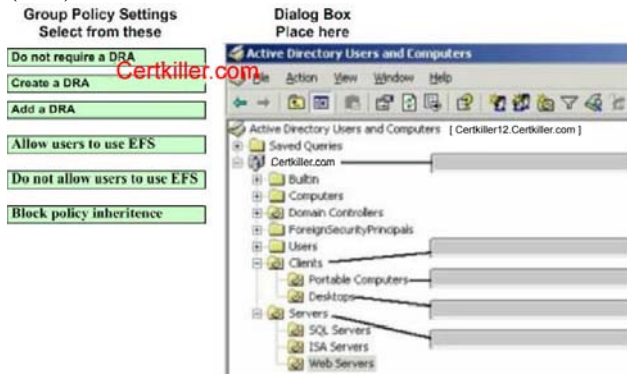 Group Policy Settings
Select from these
Dialog Box
Place here
Do not require a DRA
Create a DRA
Add a DRA
Allow users to use EFS
Do not allow users to use EFS
Block policy inheritence
Certkiller.com
Active Directory Users and Computers
File Action View Window Help
Active Directory Users and Computers [ Certkiller12.Certkiller.com ]
Saved Queries
Certkiller.com
Builtin
Computers
Domain Controllers
ForeignSecurityPrincipals
Users
Clients
Portable Computers
Desktops
Servers
SQL Servers
ISA Servers
Web Servers